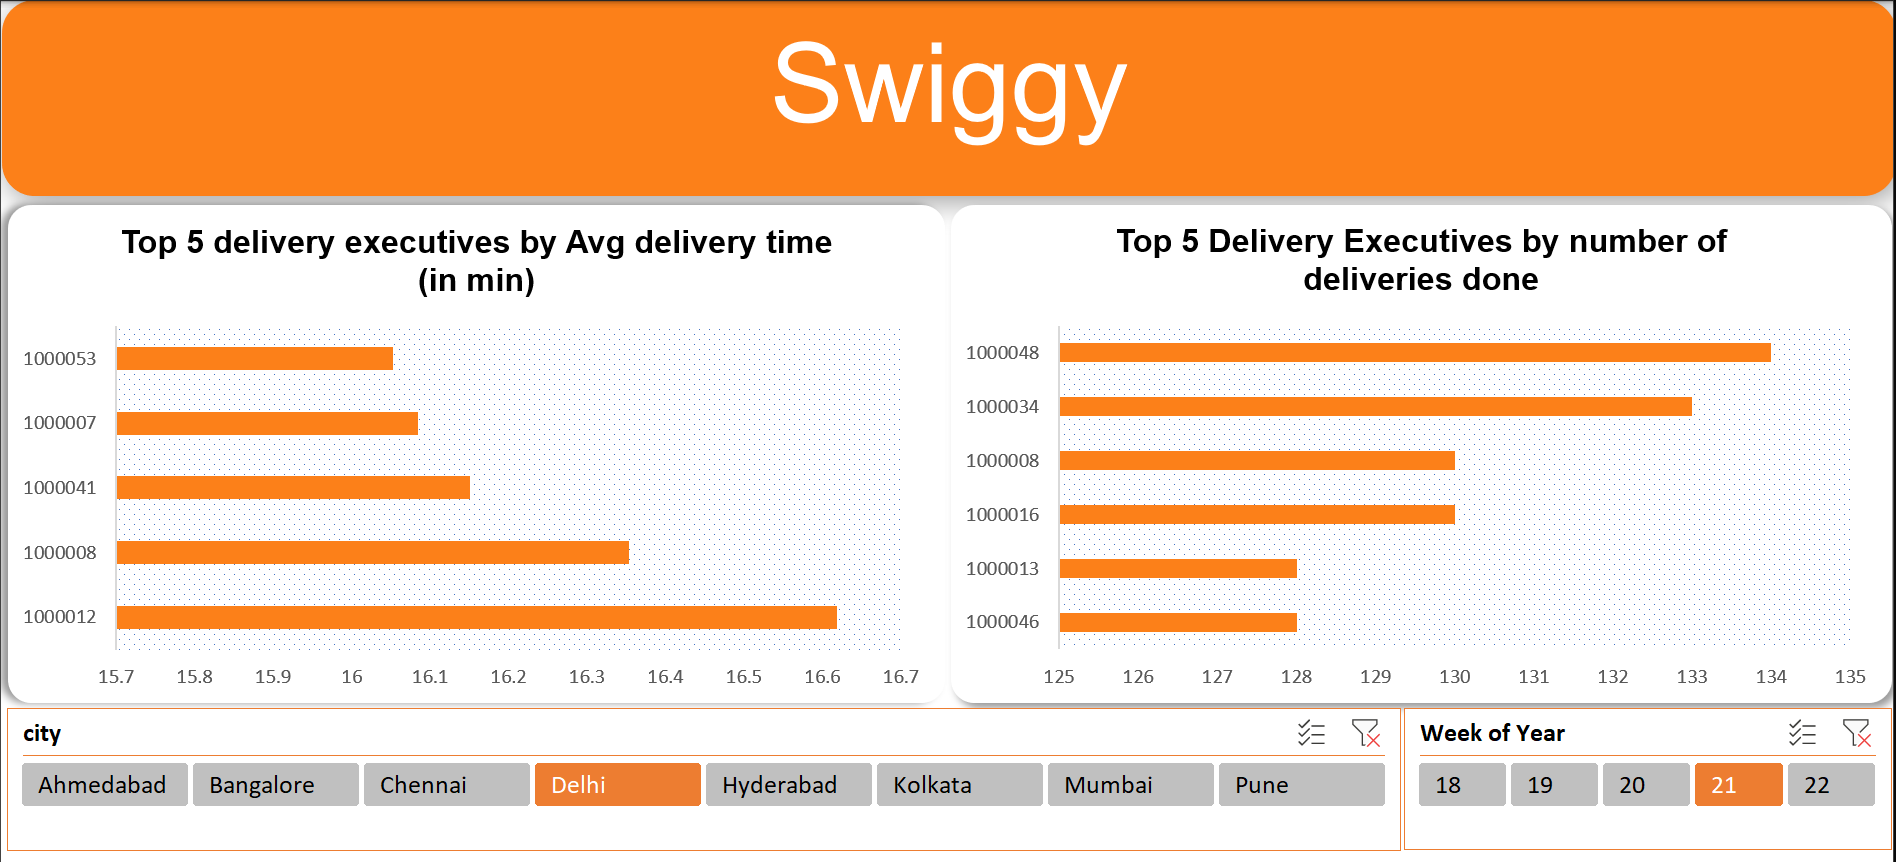 Swiggy
Top 5 delivery executives by Avg delivery time
(in min)
1000053
1000007
1000041
1000008
1000012
15.7 15.8 15.9 16 16.1 16.2 16.3 16.4 16.5 16.6 16.7
Top 5 Delivery Executives by number of
deliveries done
1000048
1000034
1000008
1000016
1000013
1000046
125 126 127 128 129 130 131 132 133 134 135
city
Ahmedabad Bangalore Chennai Delhi Hyderabad Kolkata Mumbai Pune
Week of Year
18 19 20 21 22